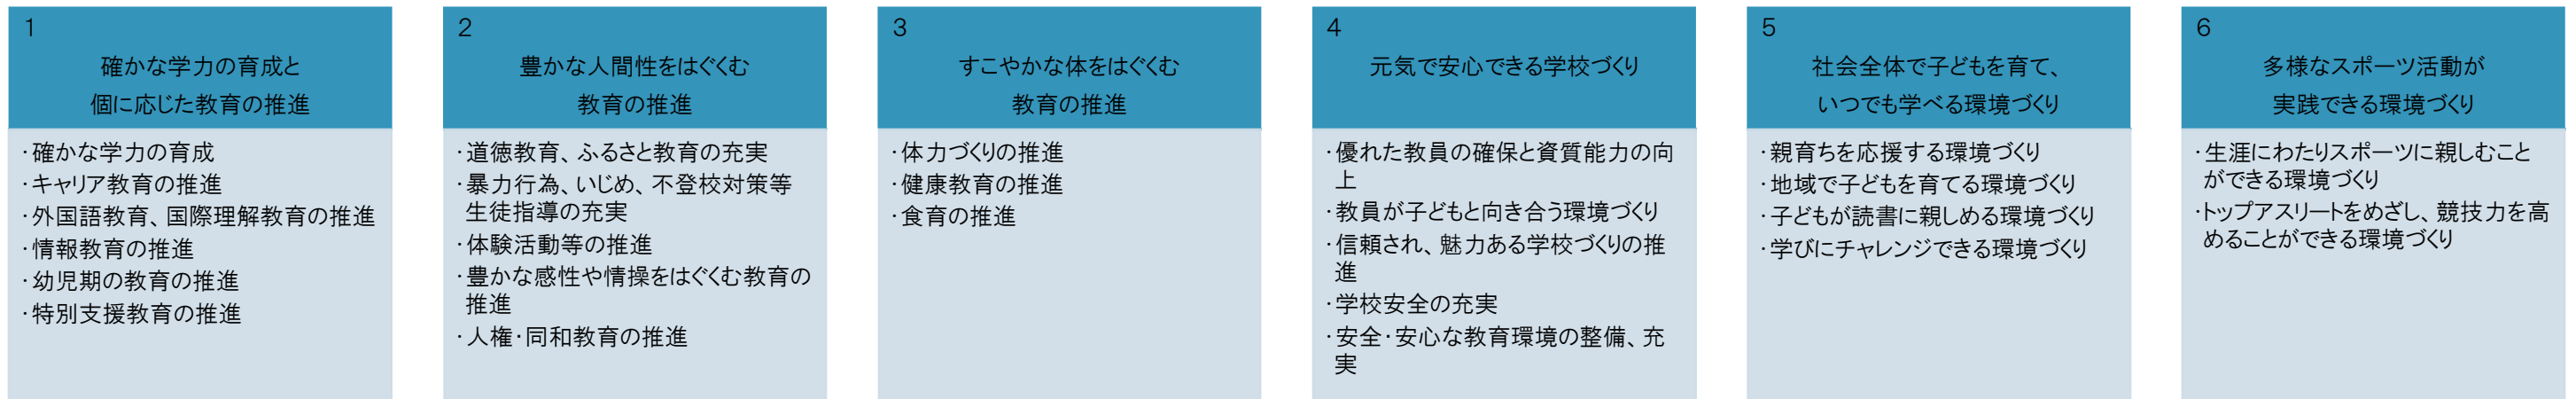 1
確かな学力の育成と
個に応じた教育の推進
・確かな学力の育成
・キャリア教育の推進
・外国語教育、国際理解教育の推進
・情報教育の推進
・幼児期の教育の推進
・特別支援教育の推進
2
豊かな人間性をはぐくむ
教育の推進
・道徳教育、ふるさと教育の充実
・暴力行為、いじめ、不登校対策等
生徒指導の充実
・体験活動等の推進
・豊かな感性や情操をはぐくむ教育の
推進
・人権・同和教育の推進
3
すこやかな体をはぐくむ
教育の推進
・体力づくりの推進
・健康教育の推進
・食育の推進
4
元気で安心できる学校づくり
・優れた教員の確保と資質能力の向
上
・教員が子どもと向き合う環境づくり
・信頼され、魅力ある学校づくりの推
進
・学校安全の充実
・安全・安心な教育環境の整備、充
実
5
社会全体で子どもを育て、
いつでも学べる環境づくり
・親育ちを応援する環境づくり
・地域で子どもを育てる環境づくり
・子どもが読書に親しめる環境づくり
・学びにチャレンジできる環境づくり
6
多様なスポーツ活動が
実践できる環境づくり
・生涯にわたりスポーツに親しむこと
ができる環境づくり
・トップアスリートをめざし、競技力を高
めることができる環境づくり